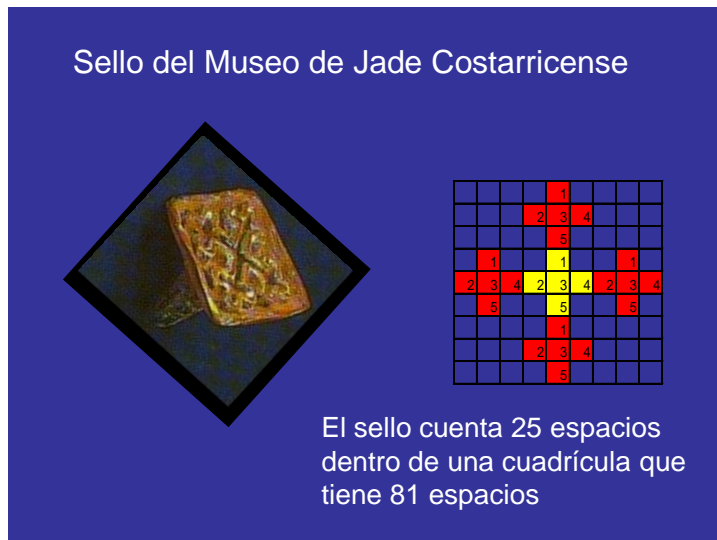 Sello del Museo de Jade Costarricense
1
2 3 4
5
1 1 1
2 3 4 2 3 4 2 3 4
5 5 5
1
2 3 4
5
El sello cuenta 25 espacios
dentro de una cuadrícula que
tiene 81 espacios